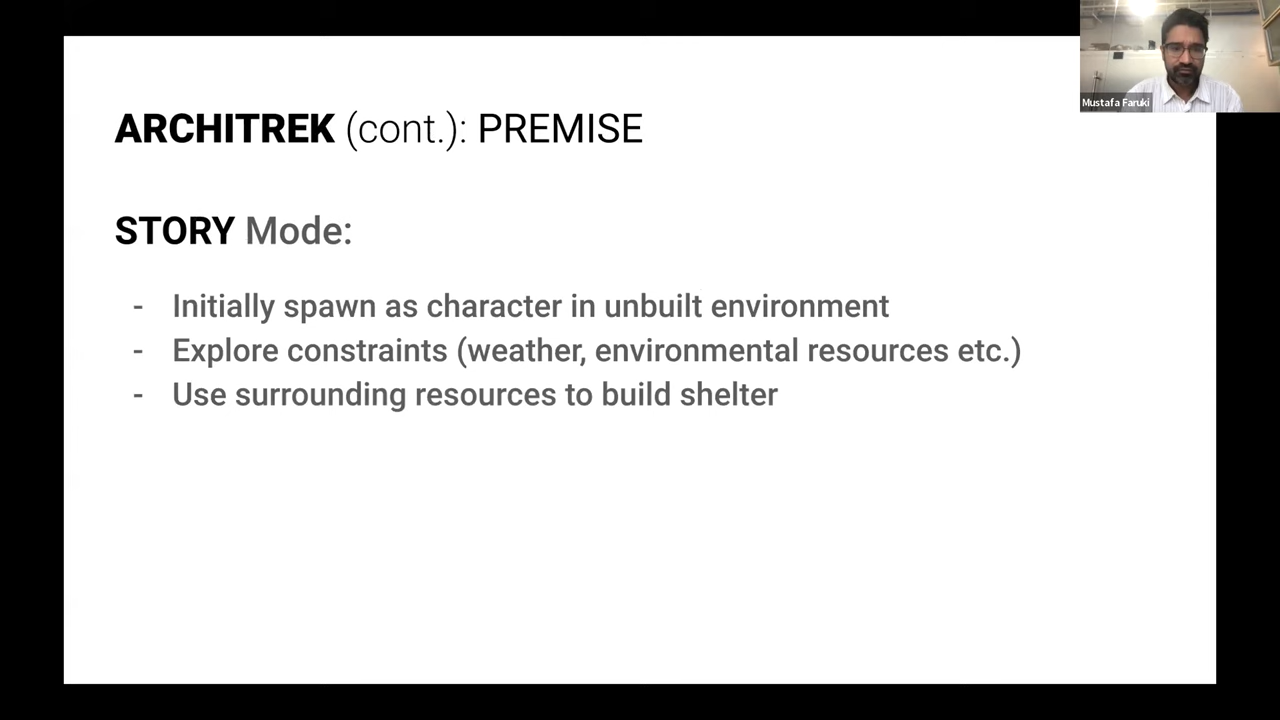 Mustafa Faruki
ARCHITREK (cont.): PREMISE
STORY Mode:
- Initially spawn as character in unbuilt environment
- Explore constraints (weather, environmental resources etc.)
- Use surrounding resources to build shelter